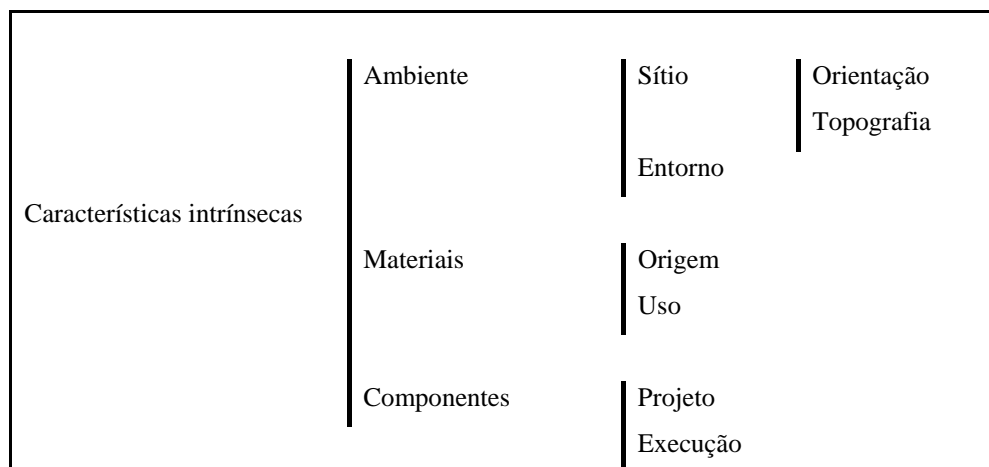 Ambiente Sítio Orientação
Topografia
Entorno
Características intrínsecas
Materiais Origem
Uso
Componentes Projeto
Execução